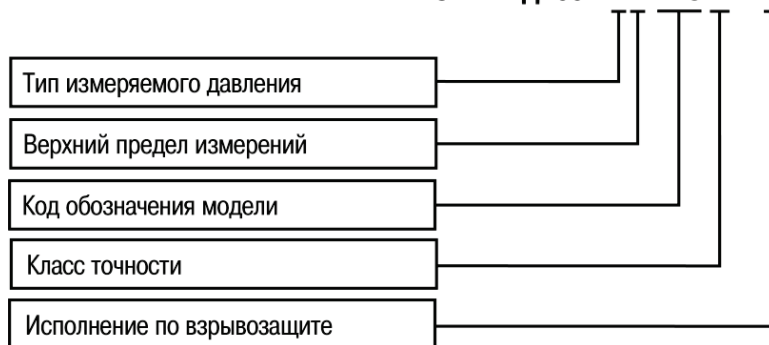 Тип измеряемого давления
Верхний предел измерений
Код обозначения модели
Класс точности
Исполнение по взрывозащите